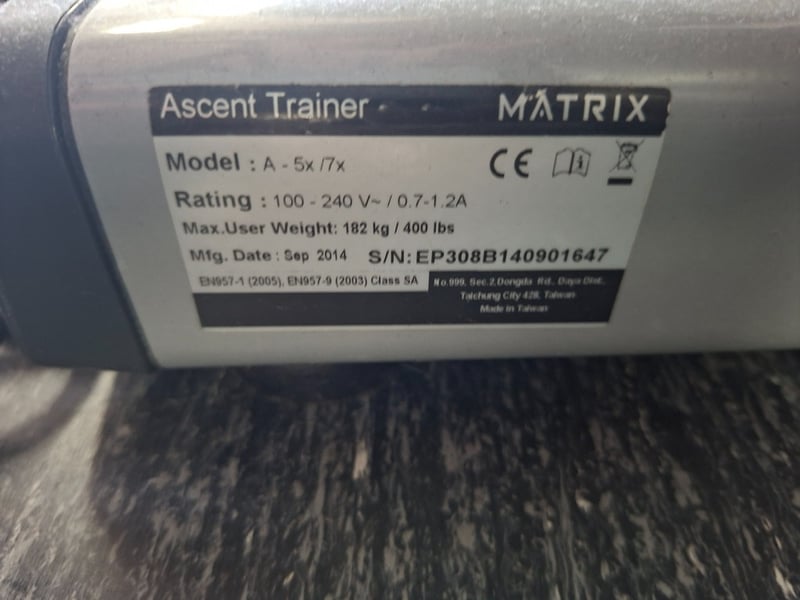 Ascent Trainer MATRIX
Model : A - 5x /7x CE
Rating : 100 - 240 V~ / 0.7-1.2A
Max.User Weight: 182 kg / 400 lbs
Mfg. Date : Sep 2014 S/N: EP308B140901647
EN957-1 (2005), EN957-9 (2003) Class SA
No.999, Sec.2,Dongda Rd., Daya Dist.,
Taichung City 428, Taiwan
Made in Taiwan